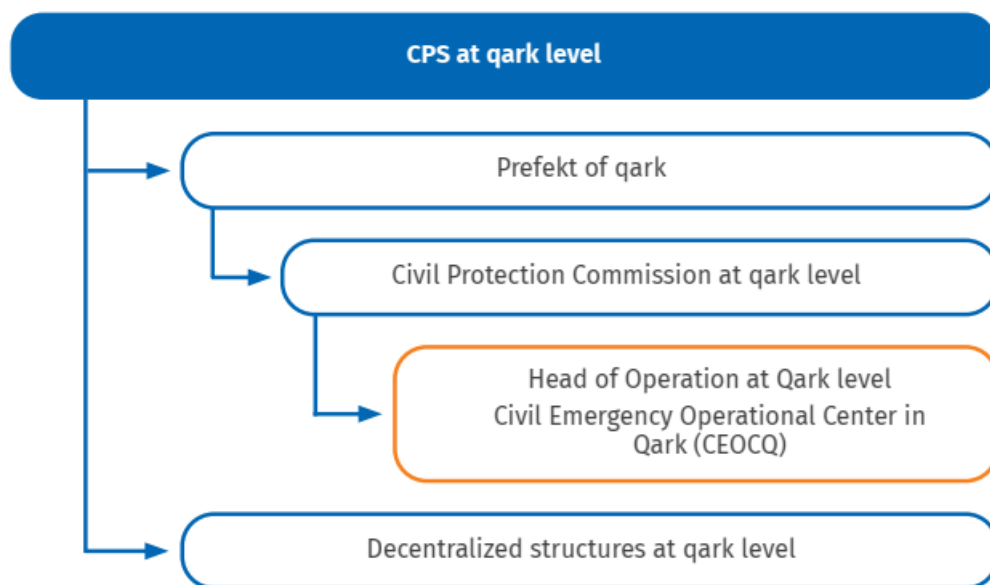 CPS at qark level
Prefekt of qark
Civil Protection Commission at qark level
Head of Operation at Qark level
Civil Emergency Operational Center in
Qark (CEOCQ)
Decentralized structures at qark level